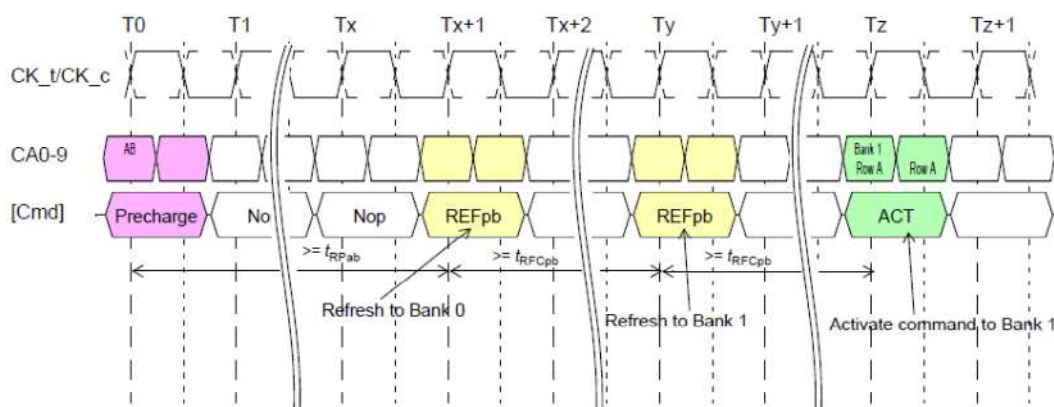 T0 T1 Tx Tx+1 Tx+2 Ty Ty+1 Tz Tz+1
CK_t/CK_c
CA0-9 AB Bank 1 Row A Row A
[Cmd] Precharge No Nop REFpb REFpb ACT
>= tRPab >= tRFCpb >= tRFCpb
Refresh to Bank 0 Refresh to Bank 1 Activate command to Bank 1